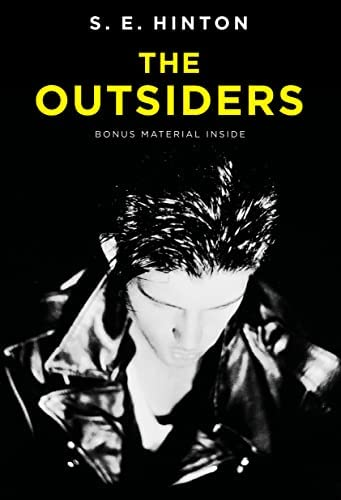 S. E. HINTON
THE
OUTSIDERS
BONUS MATERIAL INSIDE